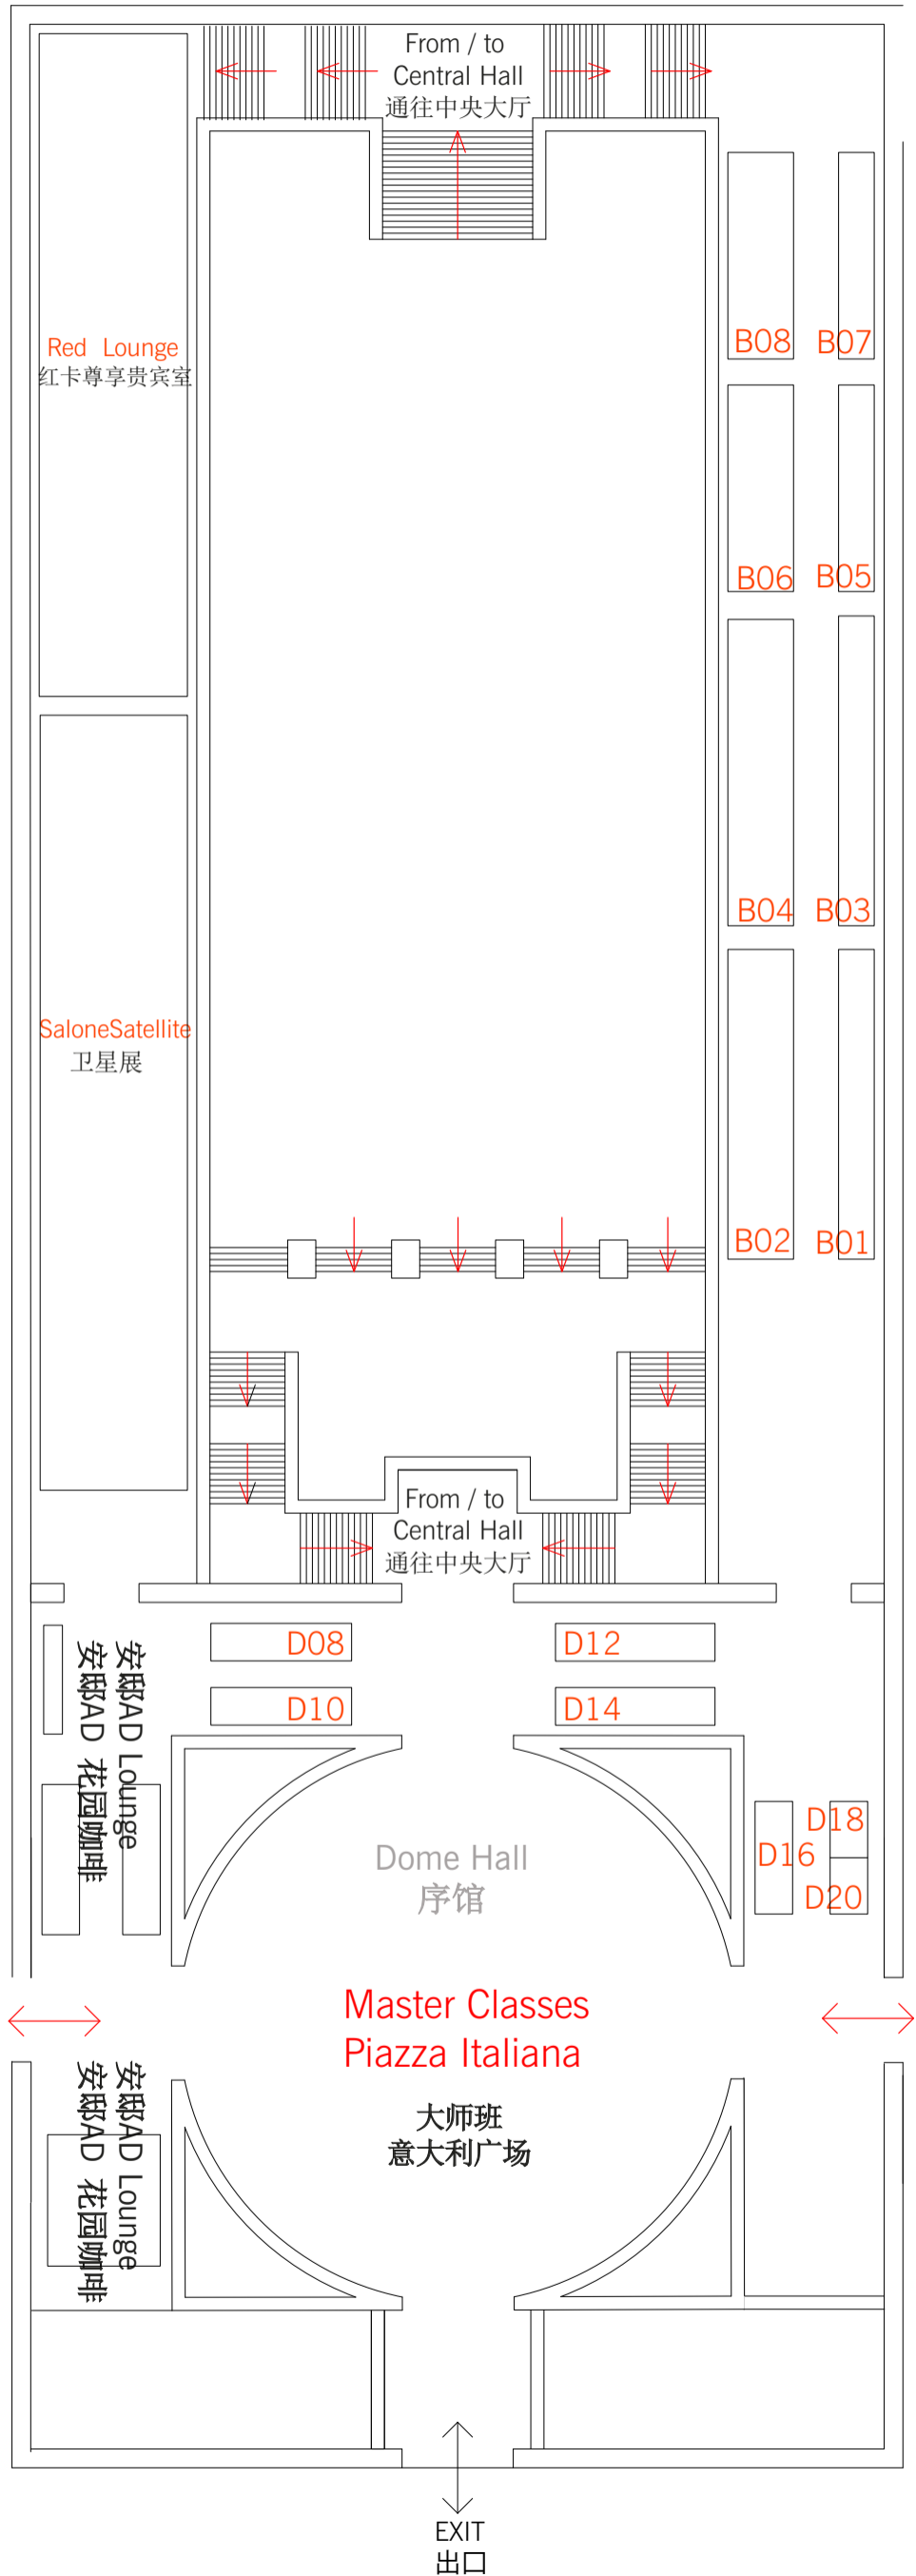 From / to
Central Hall
通往中央大厅
Red Lounge
红卡尊享贵宾室
B08
B07
B06
B05
B04
B03
SaloneSatellite
卫星展
B02
B01
From / to
Central Hall
通往中央大厅
D08
D12
D10
D14
安邸AD Lounge
安邸AD 花园咖啡
D18
D16
D20
Dome Hall
序馆
Master Classes
Piazza Italiana
大师班
意大利广场
安邸AD Lounge
安邸AD 花园咖啡
EXIT
出口